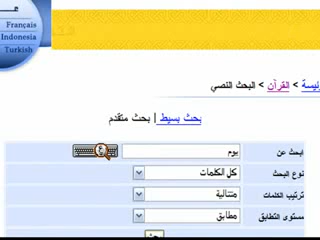 Français
Indonesia
Turkish
القرآن > البحث النصي
بحث بسيط | بحث متقدم
ابحث عن
يوم
نوع البحث
كل الكلمات
ترتيب الكلمات
متتالية
مستوى التطابق
مطابق